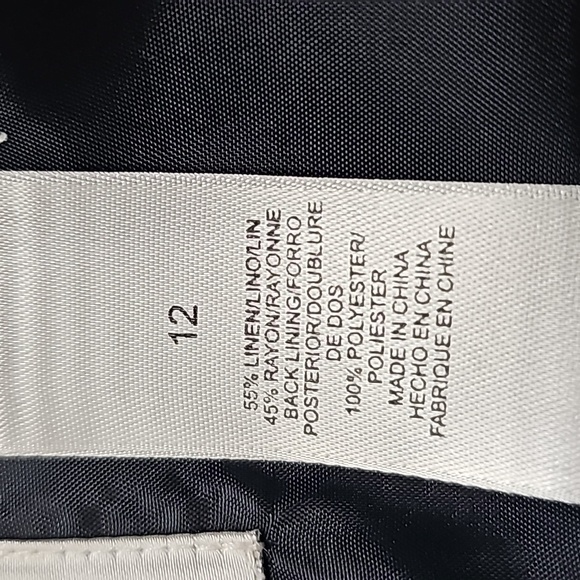 12
55% LINEN/LINO/LIN
45% RAYON/RAYONNE
BACK LINING/FORRO
POSTERIOR/DOUBLURE
DE DOS
100% POLYESTER/
POLIESTER
MADE IN CHINA
HECHO EN CHINA
FABRIQUE EN CHINE